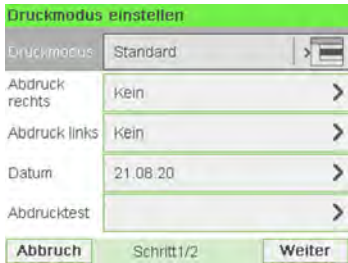 Druckmodus einstellen
Druckmodus Standard
Abdruck rechts Kein
Abdruck links Kein
Datum 21.08.20
Abdrucktest
Abbruch Schritt1/2 Weiter